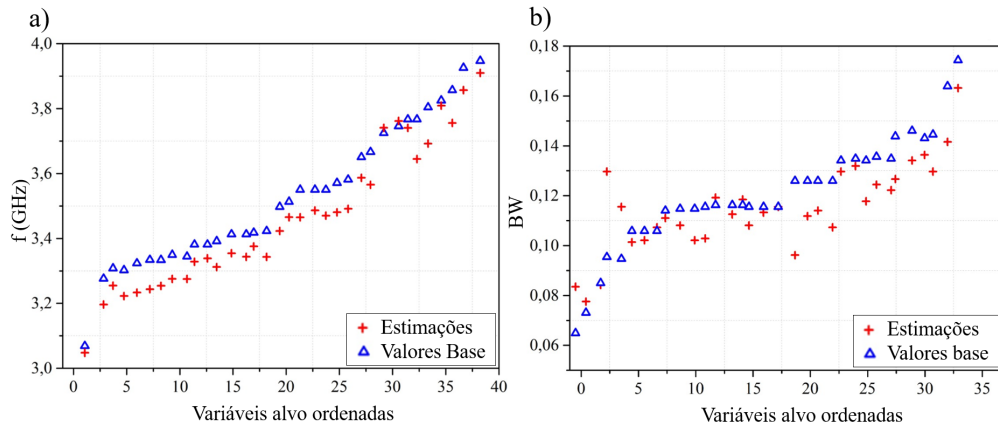 a)
4,0
3,8
3,6
3,4
3,2
3,0
f (GHz)
0 5 10 15 20 25 30 35 40
Variáveis alvo ordenadas
Estimações
Valores Base
b)
0,18
0,16
0,14
0,12
0,10
0,08
0,06
BW
0 5 10 15 20 25 30 35
Variáveis alvo ordenadas
Estimações
Valores base